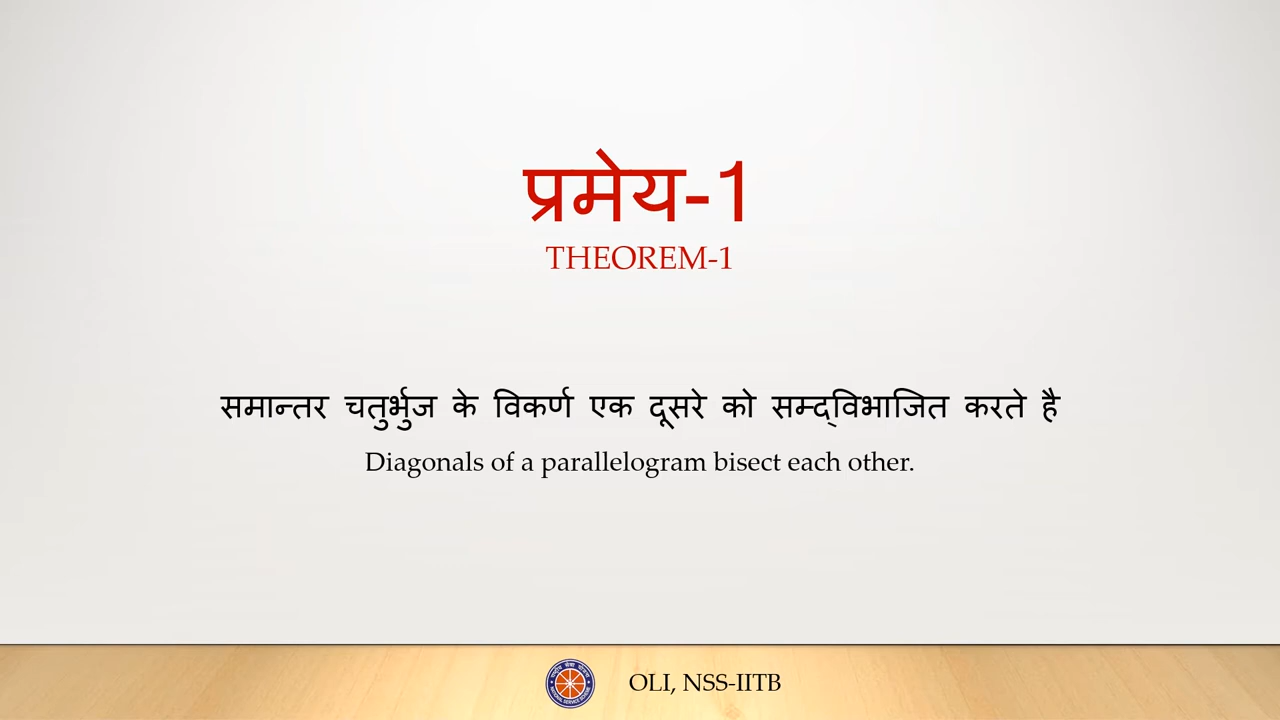 प्रमेय-1
THEOREM-1
समान्तर चतुर्भुज के विकर्ण एक दूसरे को सम्द्‌विभाजित करते है
Diagonals of a parallelogram bisect each other.
OLI, NSS-IITB